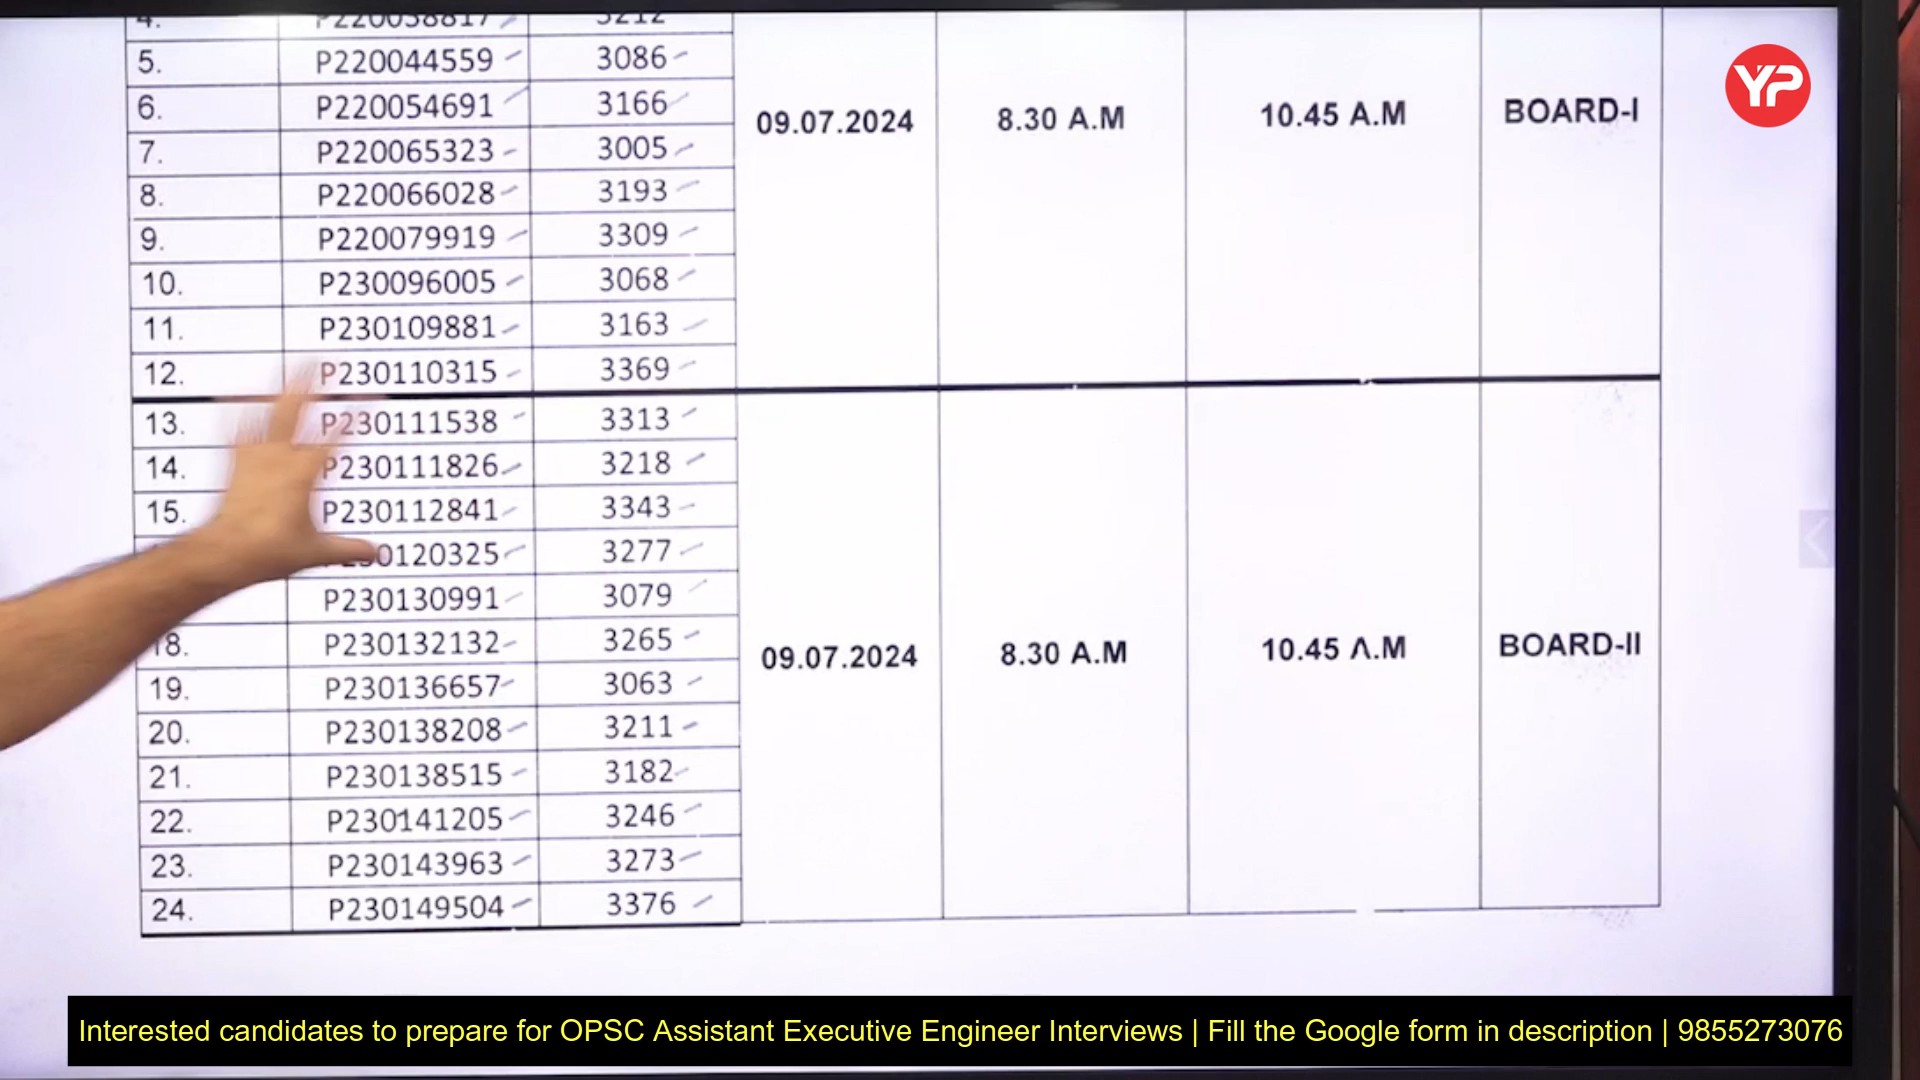 4. P220038817 3212
5. P220044559 3086
6. P220054691 3166
7. P220065323 3005
8. P220066028 3193
9. P220079919 3309
10. P230096005 3068
11. P230109881 3163
12. P230110315 3369
09.07.2024 8.30 A.M 10.45 A.M BOARD-I
13. P230111538 3313
14. P230111826 3218
15. P230112841 3343
0120325 3277
P230130991 3079
18. P230132132 3265
19. P230136657 3063
20. P230138208 3211
21. P230138515 3182
22. P230141205 3246
23. P230143963 3273
24. P230149504 3376
09.07.2024 8.30 A.M 10.45 A.M BOARD-II
YP
Interested candidates to prepare for OPSC Assistant Executive Engineer Interviews | Fill the Google form in description | 9855273076